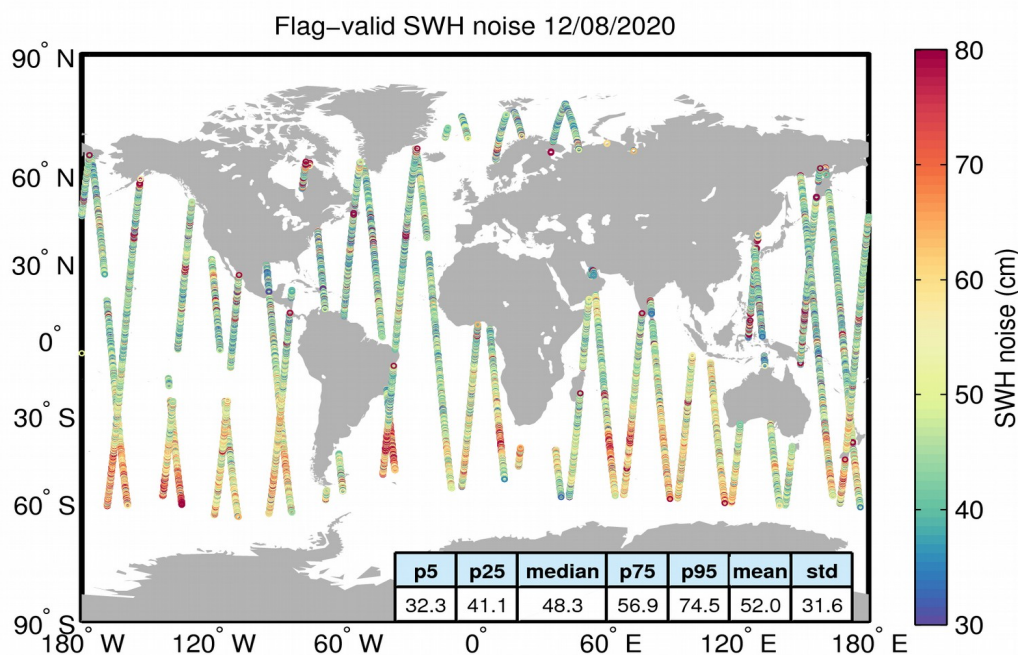 Flag−valid SWH noise 12/08/2020
90° N
60° N
30° N
0°
30° S
60° S
90° S
180° W
120° W
60° W
0°
60° E
120° E
180° E
80
70
60
50
40
30
SWH noise (cm)
p5 p25 median p75 p95 mean std
32.3 41.1 48.3 56.9 74.5 52.0 31.6